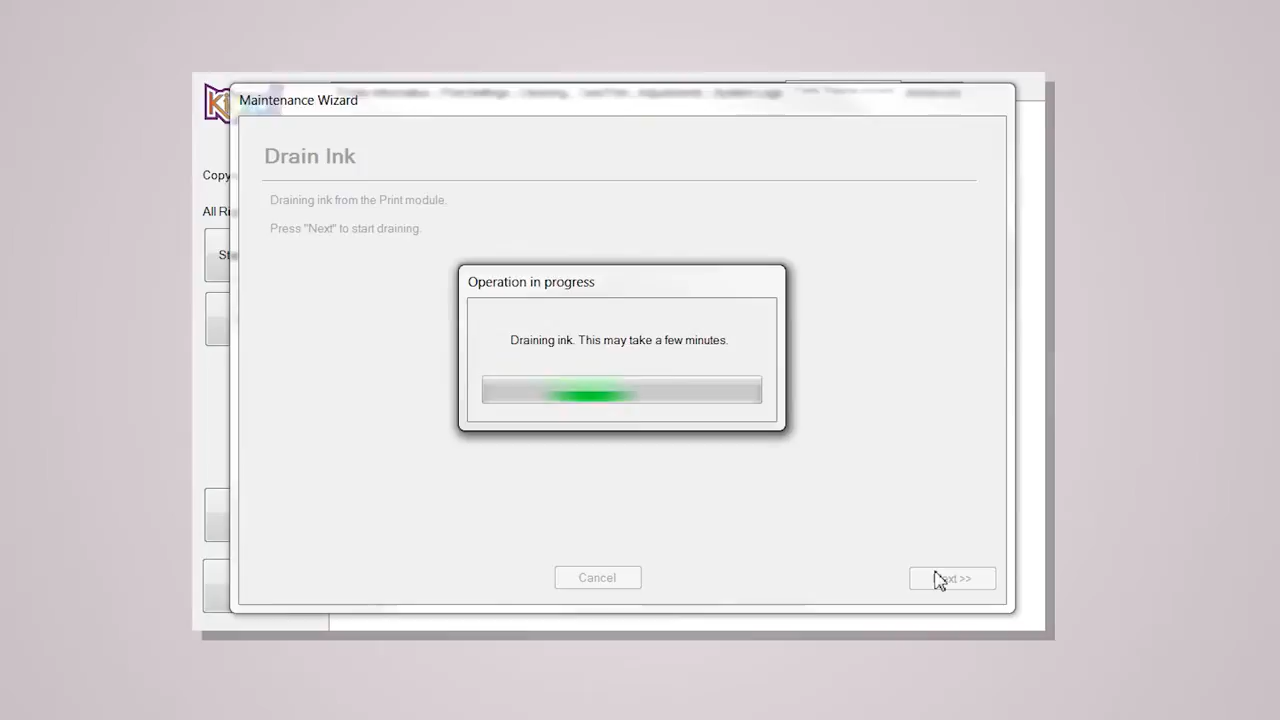 Maintenance Wizard
Copy
All Ri
Drain Ink
Draining ink from the Print module.
Press "Next" to start draining.
St
Operation in progress
Draining ink. This may take a few minutes.
Cancel
>>